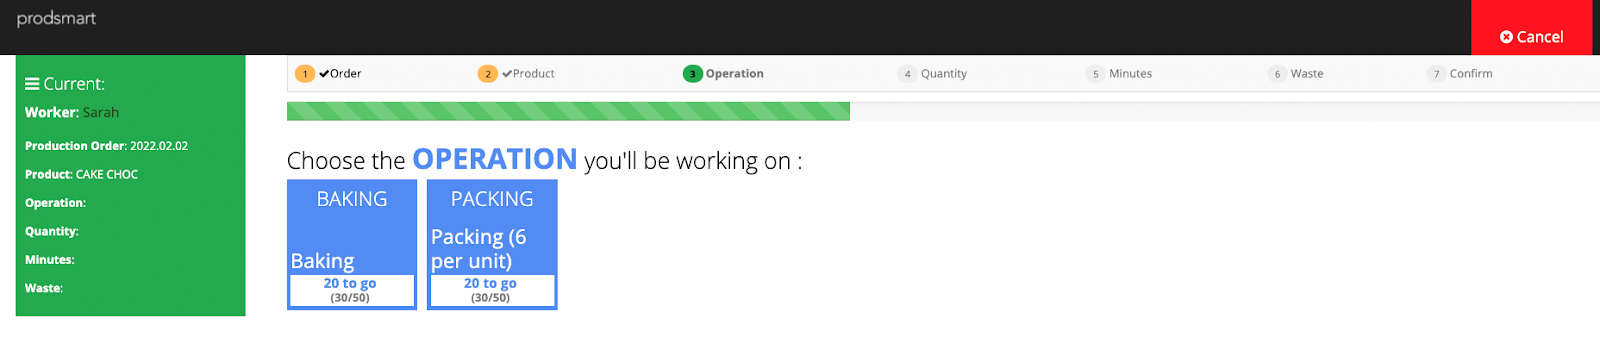 prodsmart
Cancel
Current:
Worker: Sarah
Production Order: 2022.02.02
Product: CAKE CHOC
Operation:
Quantity:
Minutes:
Waste:
1 Order 2 Product 3 Operation 4 Quantity 5 Minutes 6 Waste 7 Confirm
Choose the OPERATION you'll be working on :
BAKING
Baking
20 to go
(30/50)
PACKING
Packing (6
per unit)
20 to go
(30/50)